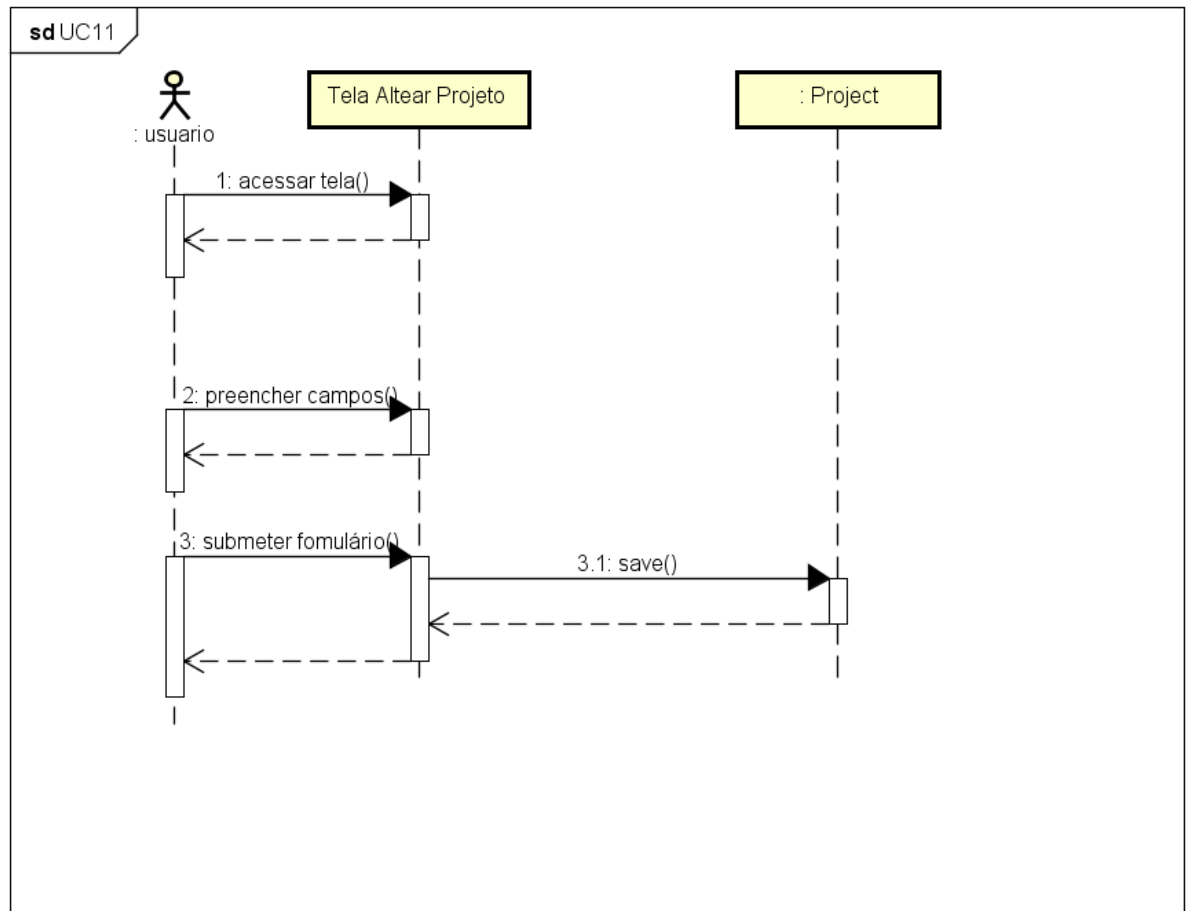 sd UC11
: usuario
Tela Altear Projeto
: Project
1: acessar tela()
2: preencher campos()
3: submeter fomulário()
3.1: save()